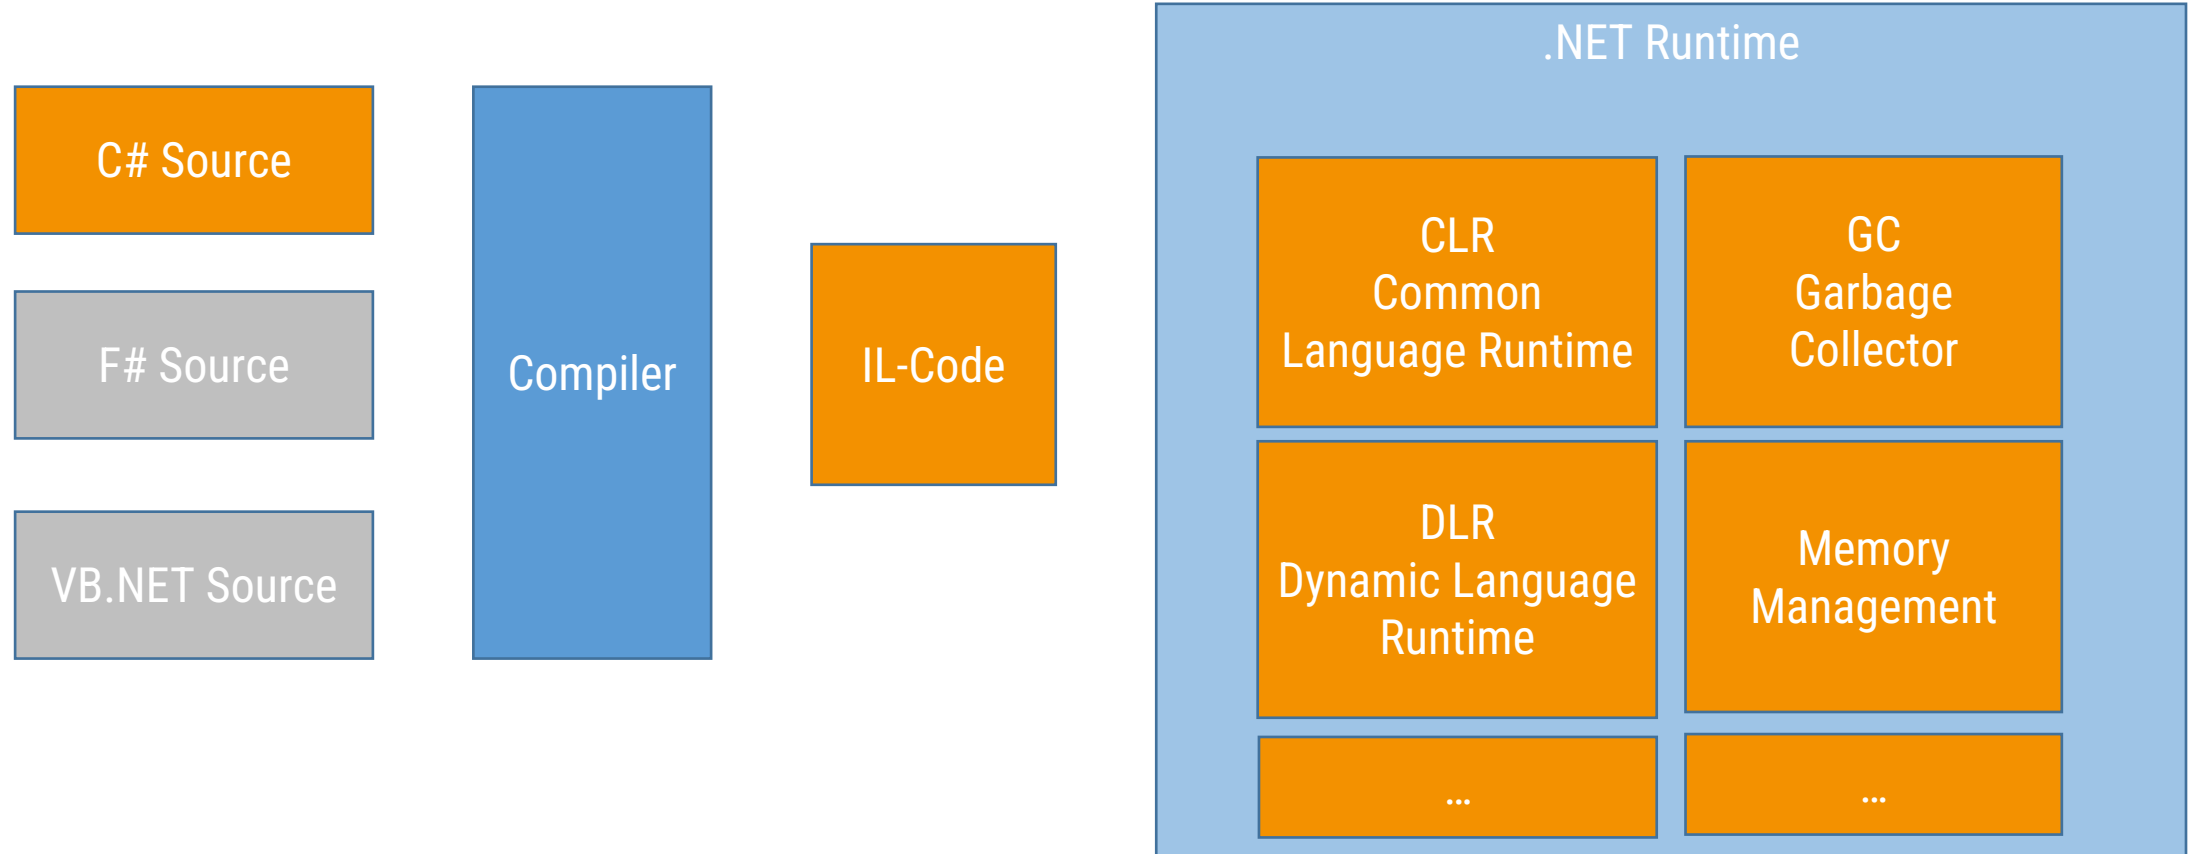 .NET Runtime
C# Source
F# Source
VB.NET Source
Compiler
IL-Code
CLR
Common
Language Runtime
GC
Garbage
Collector
DLR
Dynamic Language
Runtime
Memory
Management
...
...